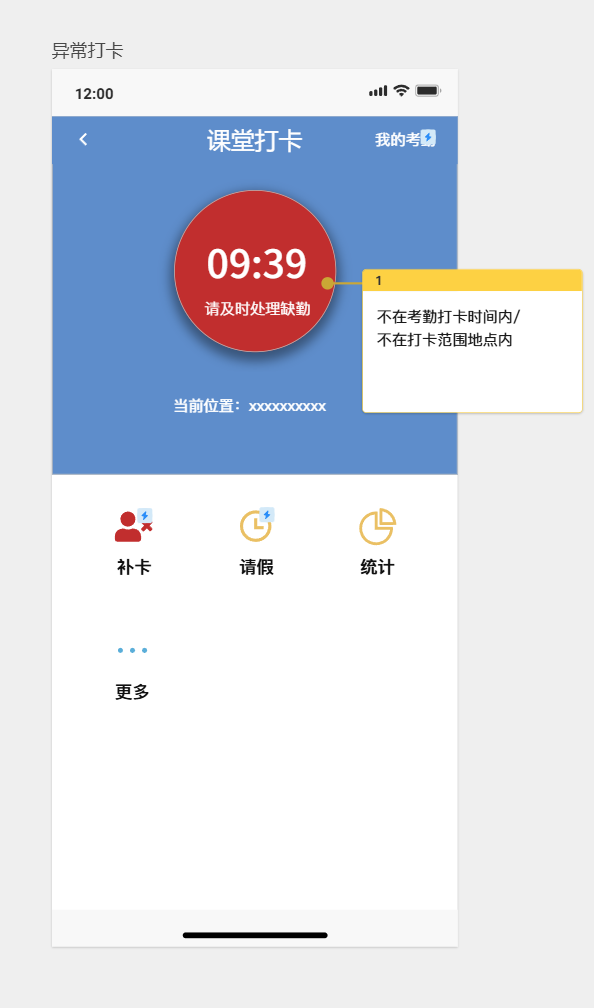 异常打卡
12:00
课堂打卡
我的考勤
09:39
请及时处理缺勤
1
不在考勤打卡时间内/
不在打卡范围地点内
当前位置：xxxxxxxxxx
补卡
请假
统计
更多